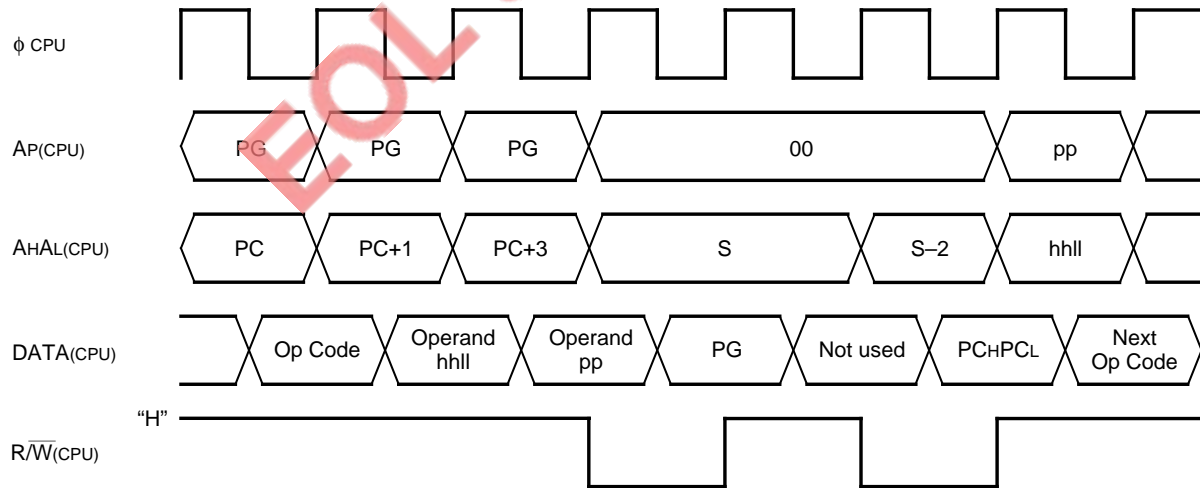 EOL
φ CPU
AP(CPU)
PG
PG
PG
00
pp
AHAL(CPU)
PC
PC+1
PC+3
S
S–2
hhll
DATA(CPU)
Op Code
Operand
hhll
Operand
pp
PG
Not used
PCHPCL
Next
Op Code
“H”
R/W̅(CPU)